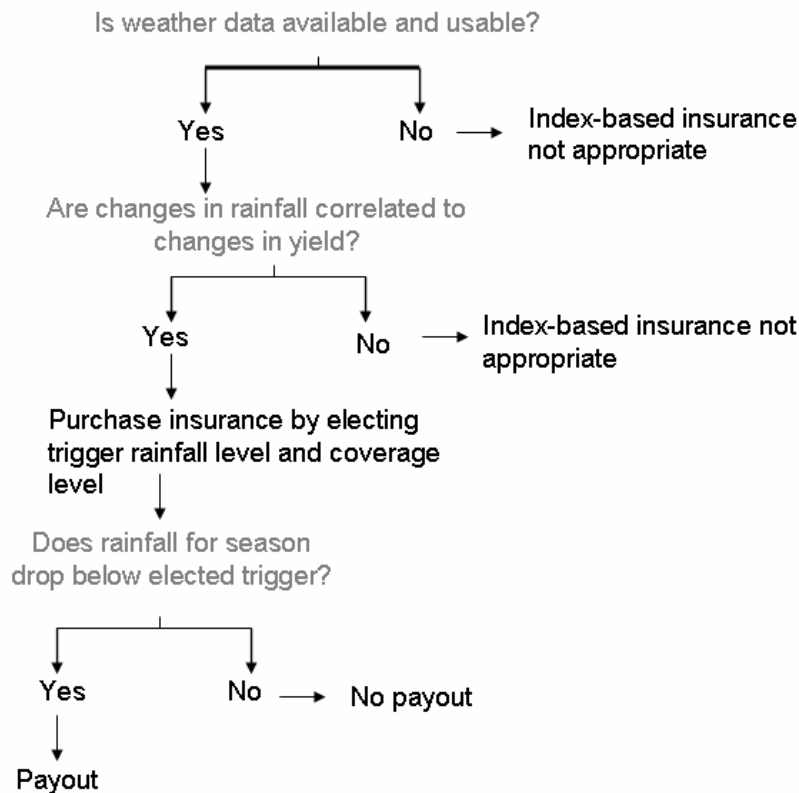 Is weather data available and usable?
Yes
No
Index-based insurance
not appropriate
Are changes in rainfall correlated to
changes in yield?
Yes
No
Index-based insurance not
appropriate
Purchase insurance by electing
trigger rainfall level and coverage
level
Does rainfall for season
drop below elected trigger?
Yes
No
No payout
Payout